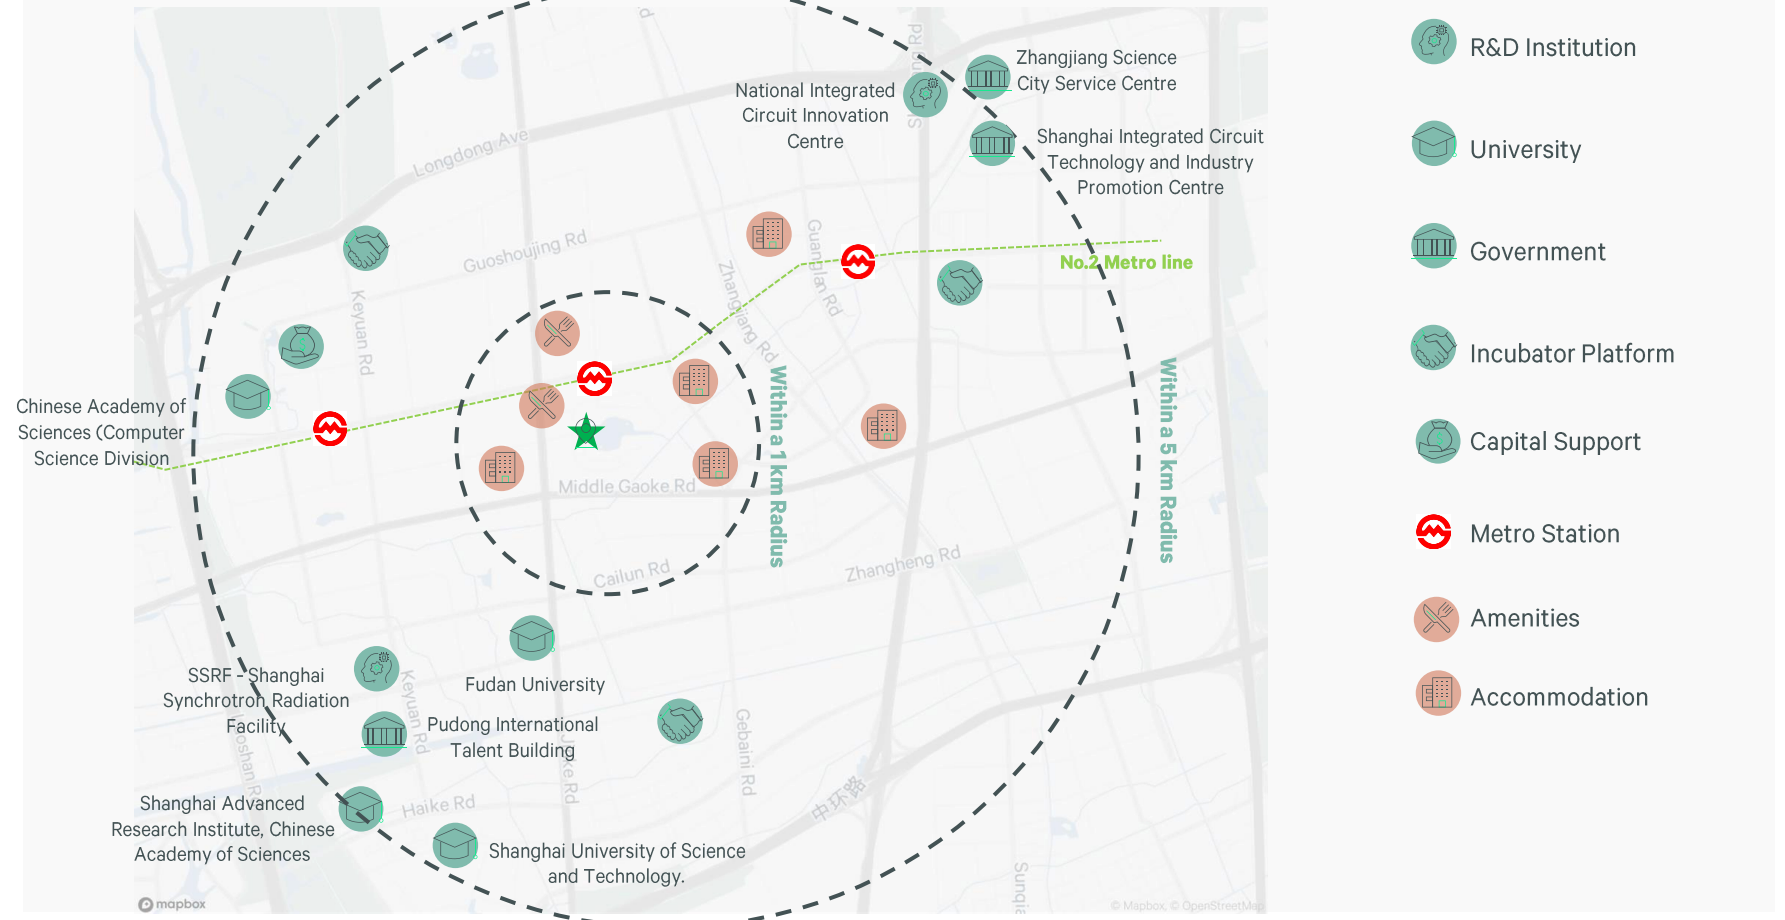 R&D Institution
University
Government
Incubator Platform
Capital Support
Metro Station
Amenities
Accommodation
Zhangjiang Science
City Service Centre
National Integrated
Circuit Innovation
Centre
Shanghai Integrated Circuit
Technology and Industry
Promotion Centre
Longdong Ave
Guoshoujing Rd
Keyuan Rd
Zhangjiang Rd
Guanglan Rd
No.2 Metro line
Within a 1 km Radius
Within a 5 km Radius
Chinese Academy of
Sciences (Computer
Science Division
Middle Gaoke Rd
Cailun Rd
Zhangheng Rd
SSRF - Shanghai
Synchrotron Radiation
Facility
Fudan University
Pudong International
Talent Building
Keyuan Rd
Gebaini Rd
Haike Rd
中环路
Shanghai Advanced
Research Institute, Chinese
Academy of Sciences
Shanghai University of Science
and Technology.
mapbox
© Mapbox, © OpenStreetMap